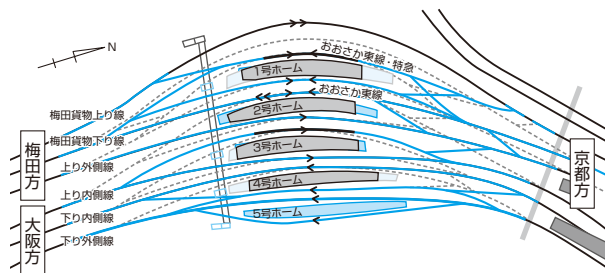 N
おおさか東線・特急
1号ホーム
おおさか東線
2号ホーム
3号ホーム
4号ホーム
5号ホーム
梅田貨物上り線
梅田貨物下り線
上り外側線
上り内側線
下り内側線
下り外側線
梅田方
大阪方
京都方